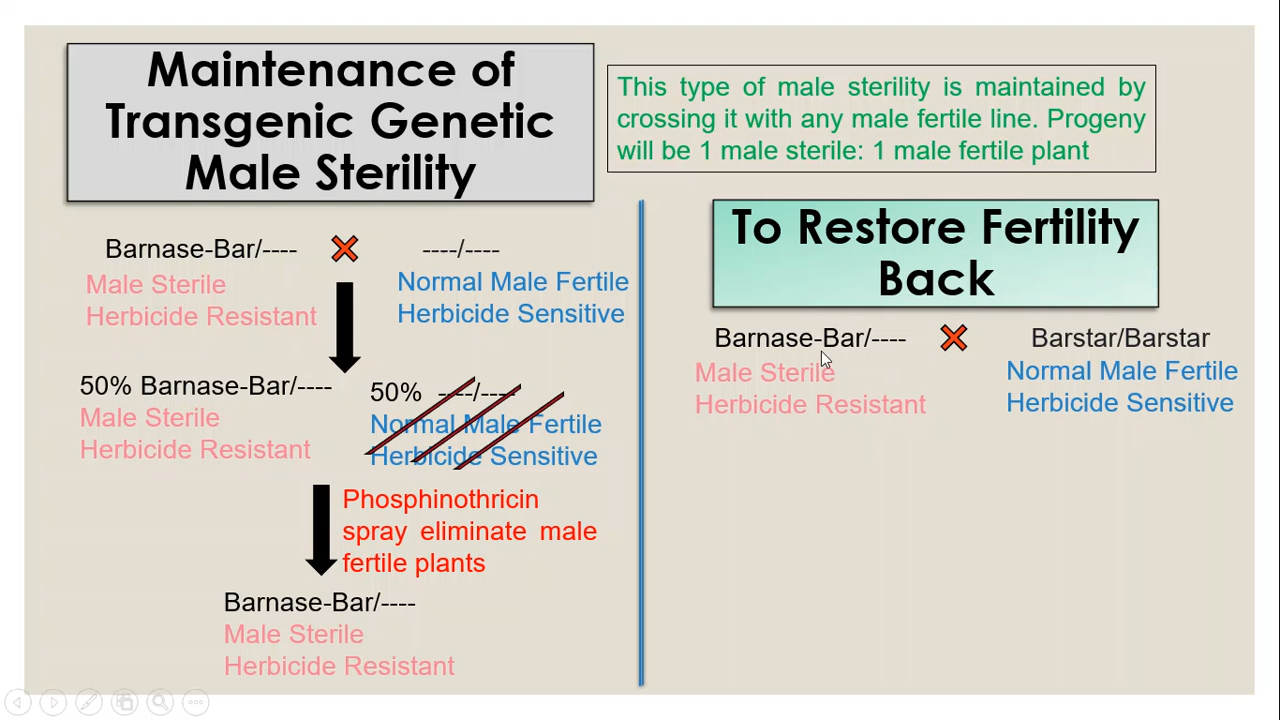 Maintenance of
Transgenic Genetic
Male Sterility
This type of male sterility is maintained by
crossing it with any male fertile line. Progeny
will be 1 male sterile: 1 male fertile plant
Barnase-Bar/----
----/----
Male Sterile
Herbicide Resistant
Normal Male Fertile
Herbicide Sensitive
50% Barnase-Bar/----
Male Sterile
Herbicide Resistant
50% ----/----
Normal Male Fertile
Herbicide Sensitive
Phosphinothricin
spray eliminate male
fertile plants
Barnase-Bar/----
Male Sterile
Herbicide Resistant
To Restore Fertility
Back
Barnase-Bar/----
Male Sterile
Herbicide Resistant
Barstar/Barstar
Normal Male Fertile
Herbicide Sensitive